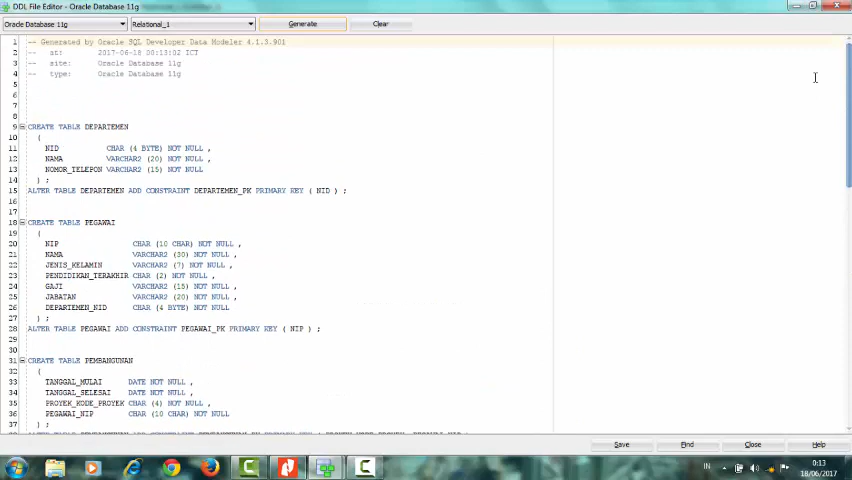 DDL File Editor - Oracle Database 11g
Oracle Database 11g
Relational_1
Generate
Clear
1 -- Generated by Oracle SQL Developer Data Modeler 4.1.3.901
2 -- at: 2017-06-18 00:13:02 ICT
3 -- site: Oracle Database 11g
4 -- type: Oracle Database 11g
5
6
7
8
9 CREATE TABLE DEPARTEMEN
10 (
11 NID CHAR (4 BYTE) NOT NULL ,
12 NAMA VARCHAR2 (20) NOT NULL ,
13 NOMOR_TELEPON VARCHAR2 (15) NOT NULL
14 ) ;
15 ALTER TABLE DEPARTEMEN ADD CONSTRAINT DEPARTEMEN_PK PRIMARY KEY ( NID ) ;
16
17
18 CREATE TABLE PEGAWAI
19 (
20 NIP CHAR (10 CHAR) NOT NULL ,
21 NAMA VARCHAR2 (30) NOT NULL ,
22 JENIS_KELAMIN VARCHAR2 (7) NOT NULL ,
23 PENDIDIKAN_TERAKHIR CHAR (2) NOT NULL ,
24 GAJI VARCHAR2 (15) NOT NULL ,
25 JABATAN VARCHAR2 (20) NOT NULL ,
26 DEPARTEMEN_NID CHAR (4 BYTE) NOT NULL
27 ) ;
28 ALTER TABLE PEGAWAI ADD CONSTRAINT PEGAWAI_PK PRIMARY KEY ( NIP ) ;
29
30
31 CREATE TABLE PEMBANGUNAN
32 (
33 TANGGAL_MULAI DATE NOT NULL ,
34 TANGGAL_SELESAI DATE NOT NULL ,
35 PROYEK_KODE_PROYEK CHAR (4) NOT NULL ,
36 PEGAWAI_NIP CHAR (10 CHAR) NOT NULL
37 ) ;
Save
Find
Close
Help
IN
0:13
18/06/2017